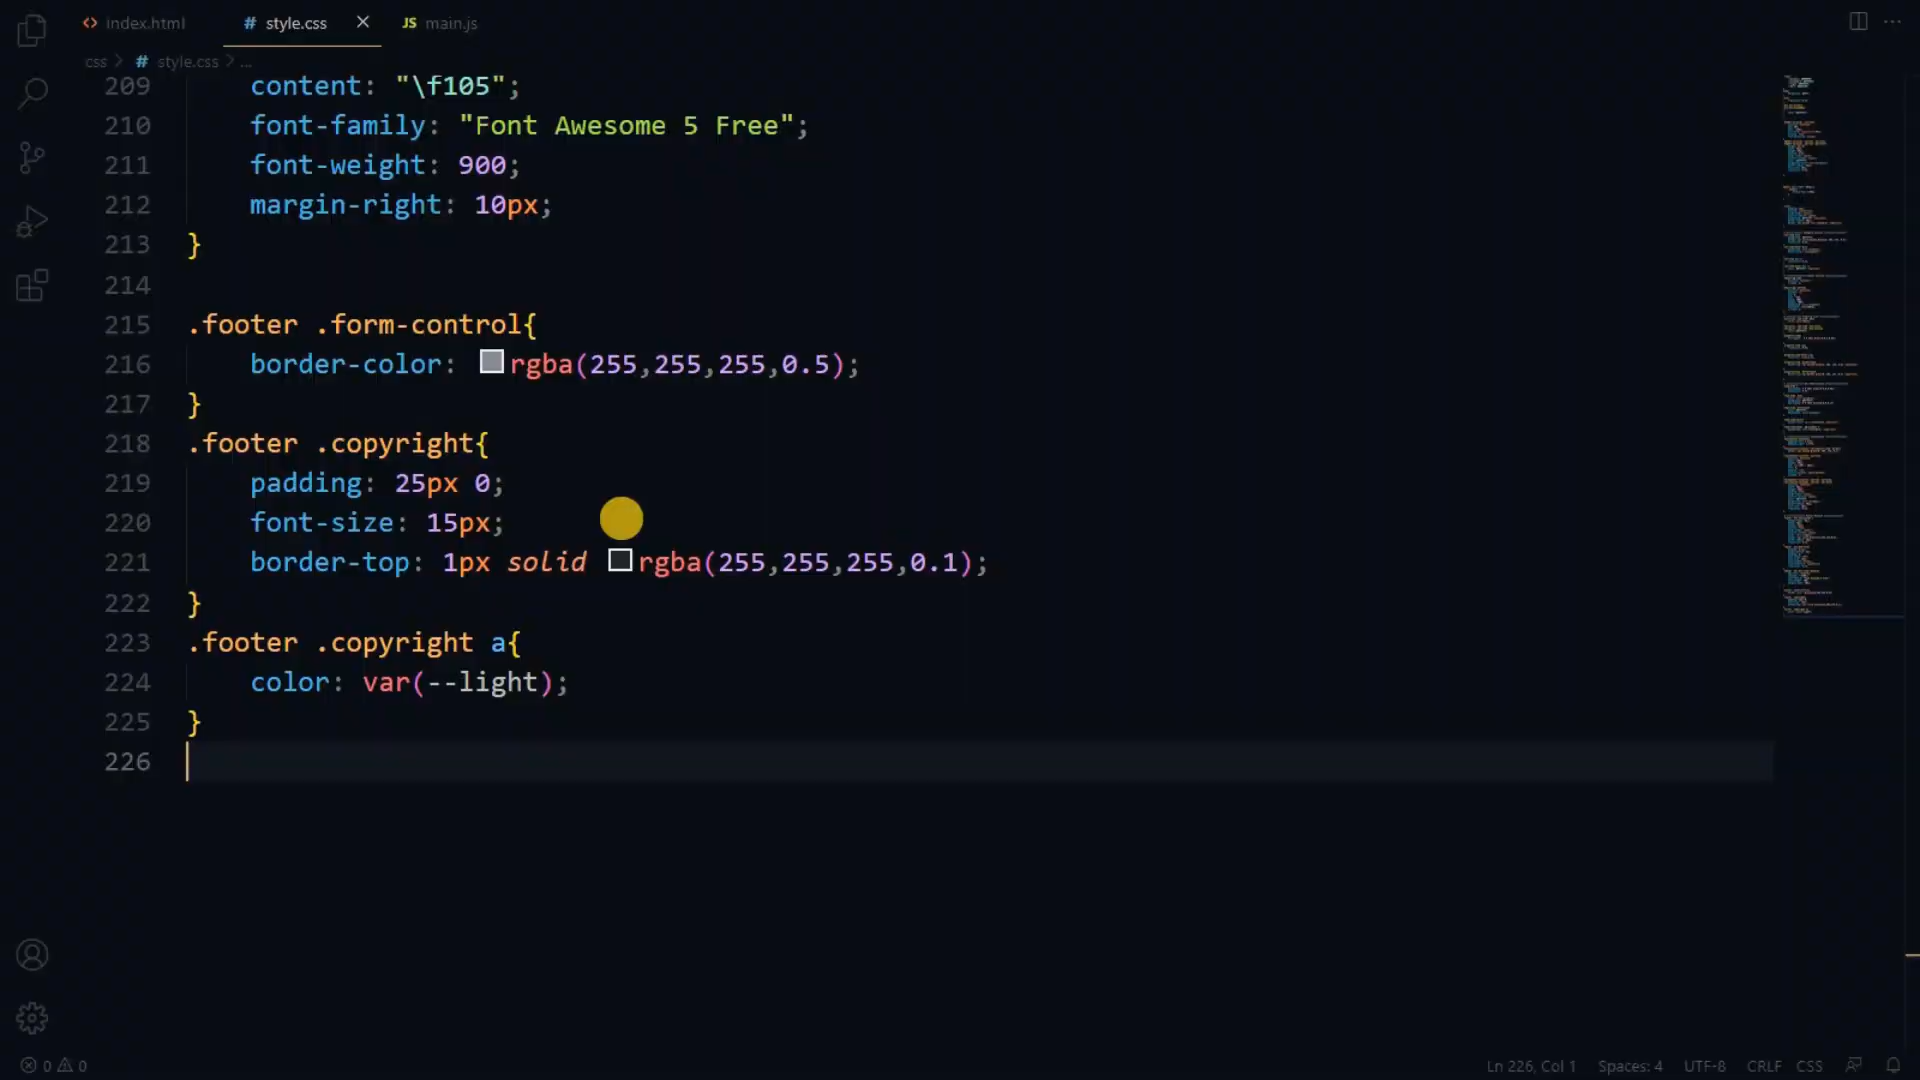 index.html
style.css
JS main.js
css > # style.css > ...
209 content: "\f105";
210 font-family: "Font Awesome 5 Free";
211 font-weight: 900;
212 margin-right: 10px;
213 }
214
215 .footer .form-control{
216 border-color: rgba(255,255,255,0.5);
217 }
218 .footer .copyright{
219 padding: 25px 0;
220 font-size: 15px;
221 border-top: 1px solid rgba(255,255,255,0.1);
222 }
223 .footer .copyright a{
224 color: var(--light);
225 }
226
0 0
Ln 226, Col 1 Spaces: 4 UTF-8 CRLF CSS